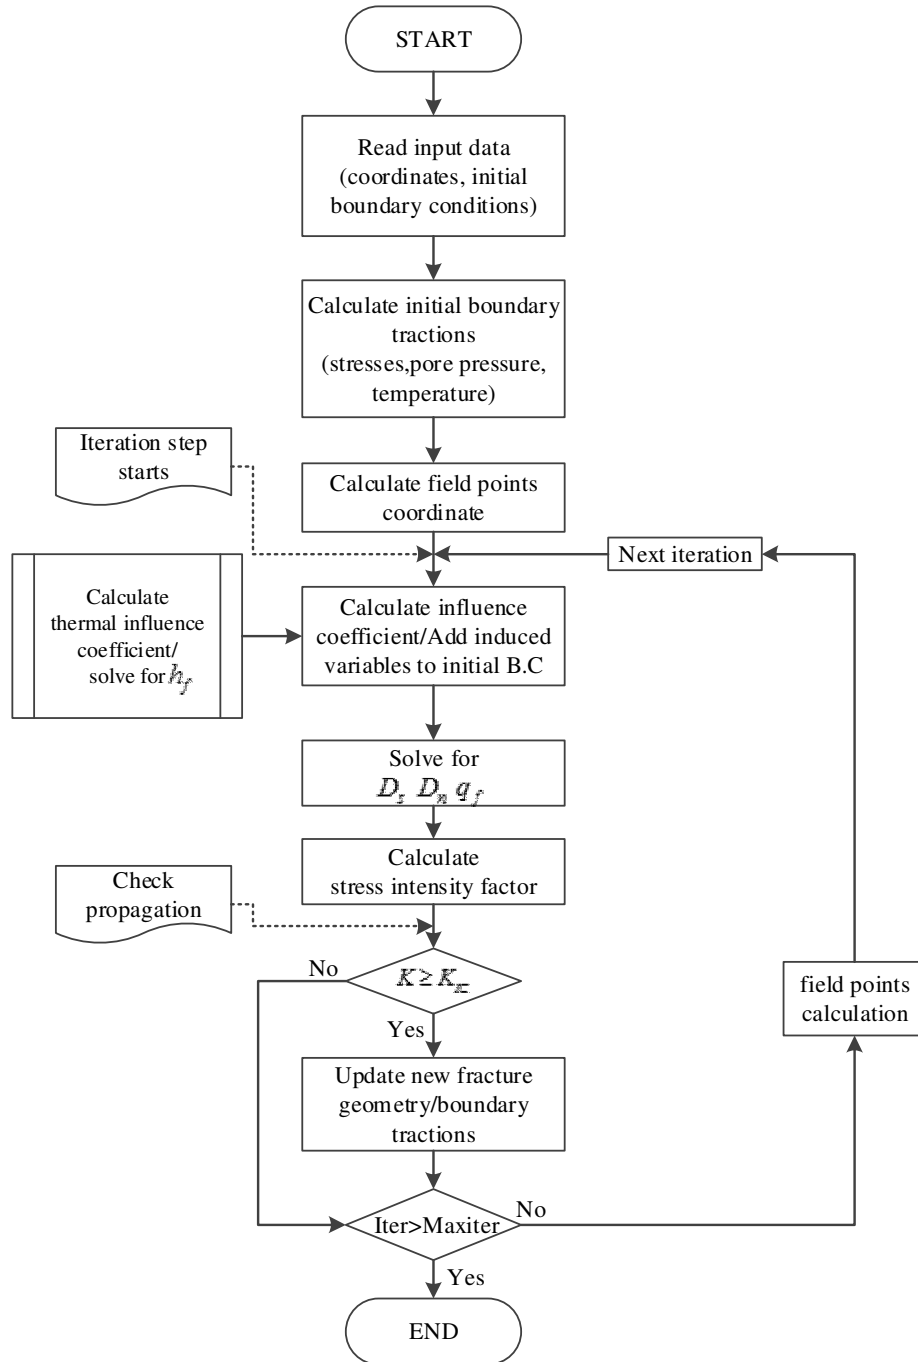 START
Read input data
(coordinates, initial
boundary conditions)
Calculate initial boundary
tractions
(stresses,pore pressure,
temperature)
Iteration step
starts
Calculate field points
coordinate
Next iteration
Calculate
thermal influence
coefficient/
solve for h_f
Calculate influence
coefficient/Add induced
variables to initial B.C
Solve for
D_s D_n q_f
Calculate
stress intensity factor
Check
propagation
No
K ≥ K
Yes
field points
calculation
Update new fracture
geometry/boundary
tractions
Iter>Maxiter
No
Yes
END